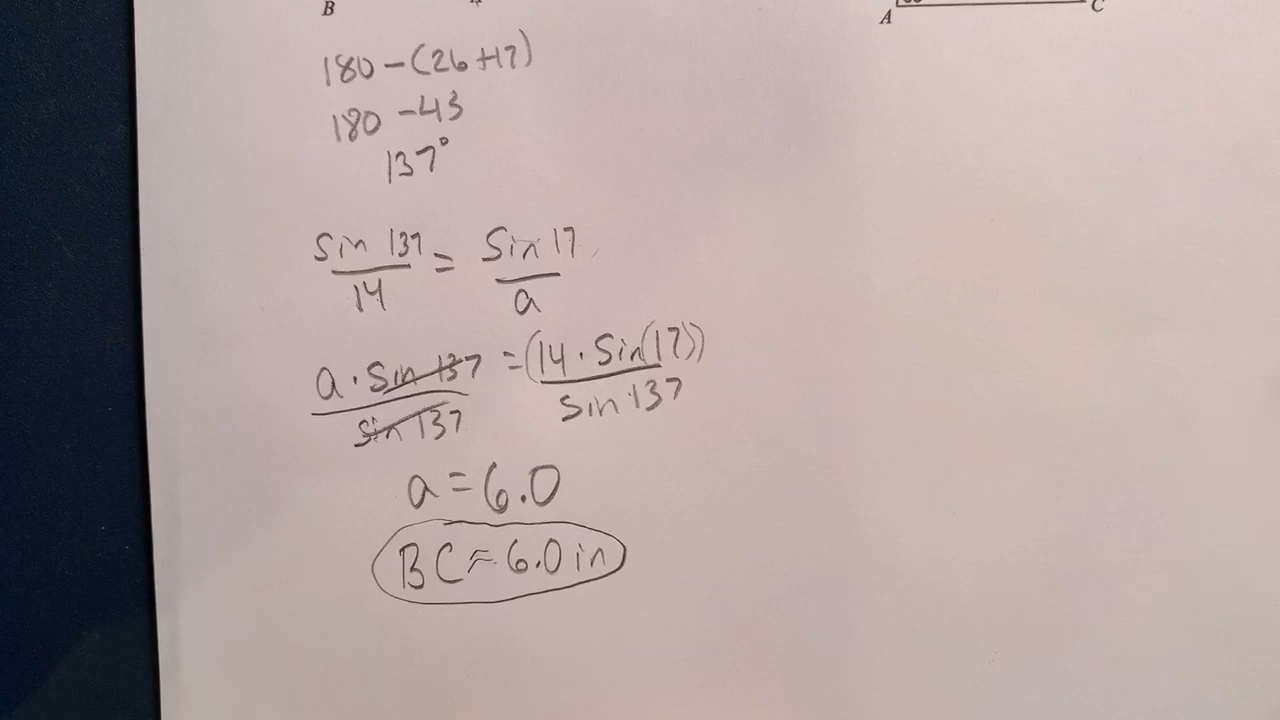 B
A
C
180 - (26 + 17)
180 - 43
137°
sin 137 / 14 = sin 17 / a
a · sin 137 / sin 137 = (14 · sin(17)) / sin 137
a = 6.0
BC ≈ 6.0 in